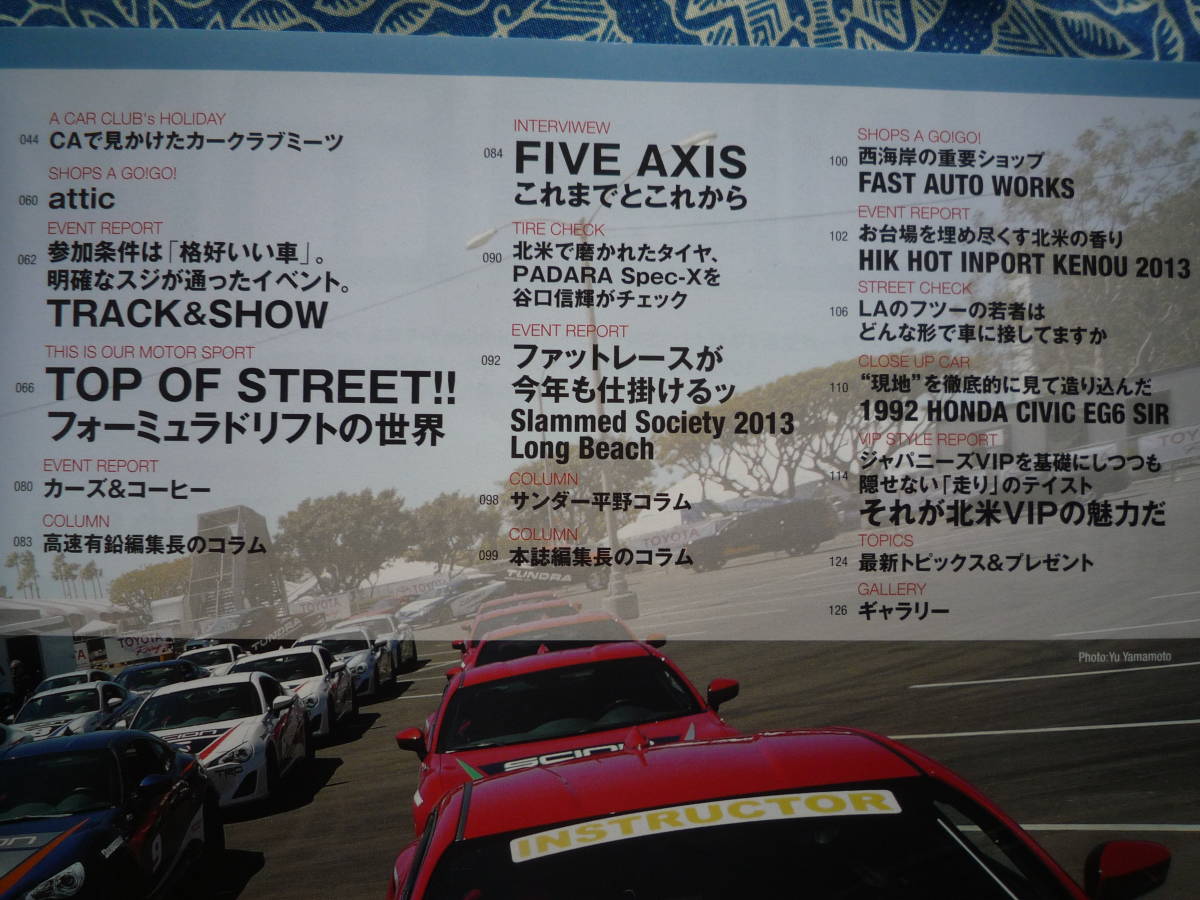 A CAR CLUB's HOLIDAY
044 CAで見かけたカークラブミーツ
SHOPS A GO!GO!
060 attic
EVENT REPORT
062 参加条件は「格好いい車」。
明確なスジが通ったイベント。
TRACK&SHOW
THIS IS OUR MOTOR SPORT
066 TOP OF STREET!!
フォーミュラドリフトの世界
EVENT REPORT
080 カーズ&コーヒー
COLUMN
083 高速有鉛編集長のコラム
INTERVIWEW
084 FIVE AXIS
これまでとこれから
TIRE CHECK
090 北米で磨かれたタイヤ、
PADARA Spec-Xを
谷口信輝がチェック
EVENT REPORT
092 ファットレースが
今年も仕掛けるッ
Slammed Society 2013
Long Beach
COLUMN
098 サンダー平野コラム
COLUMN
099 本誌編集長のコラム
SHOPS A GO!GO!
100 西海岸の重要ショップ
FAST AUTO WORKS
EVENT REPORT
102 お台場を埋め尽くす北米の香り
HIK HOT INPORT KENOU 2013
STREET CHECK
106 LAのフツーの若者は
どんな形で車に接してますか
CLOSE UP CAR
110 “現地”を徹底的に見て造り込んだ
1992 HONDA CIVIC EG6 SIR
VIP STYLE REPORT
114 ジャパニーズVIPを基礎にしつつも
隠せない「走り」のテイスト
それが北米VIPの魅力だ
TOPICS
124 最新トピックス&プレゼント
GALLERY
126 ギャラリー
Photo:Yu Yamamoto
TOYOTA
TUNDRA
TOYOTA
TUNDRA
TOYOTA
SCION
TRD
9
INSTRUCTOR